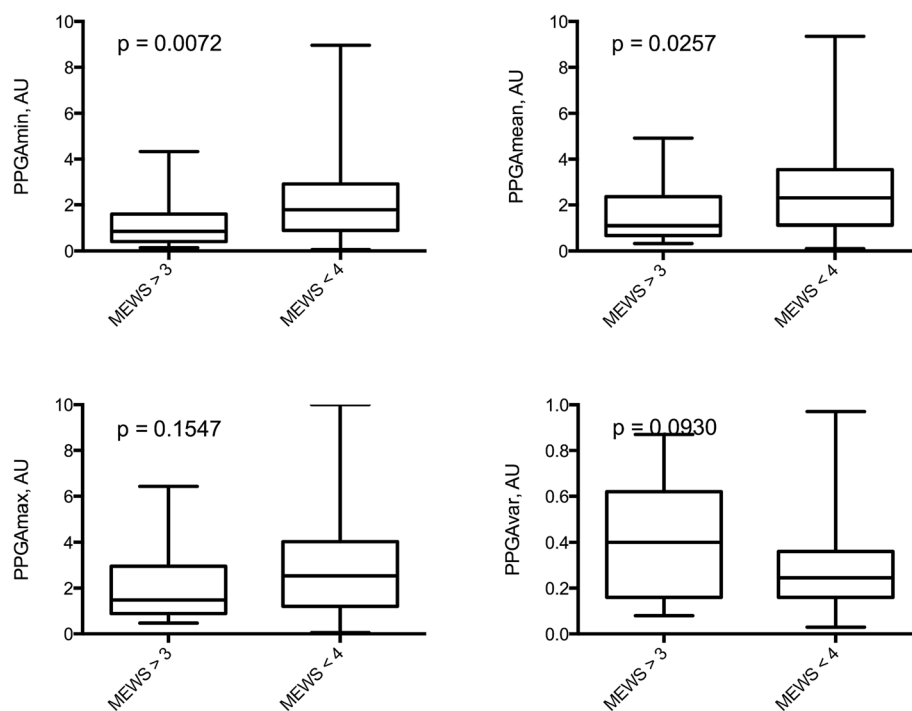 PPGAmin, AU
10
8
6
4
2
0
p = 0.0072
MEWS > 3
MEWS < 4
PPGAmean, AU
10
8
6
4
2
0
p = 0.0257
MEWS > 3
MEWS < 4
PPGAmax, AU
10
8
6
4
2
0
p = 0.1547
MEWS > 3
MEWS < 4
PPGAvar, AU
1.0
0.8
0.6
0.4
0.2
0.0
p = 0.0930
MEWS > 3
MEWS < 4